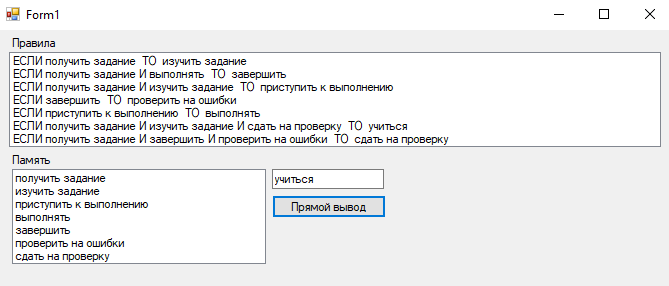 Form1
Правила
ЕСЛИ получить задание ТО изучить задание
ЕСЛИ получить задание И выполнять ТО завершить
ЕСЛИ получить задание И изучить задание ТО приступить к выполнению
ЕСЛИ завершить ТО проверить на ошибки
ЕСЛИ приступить к выполнению ТО выполнять
ЕСЛИ получить задание И изучить задание И сдать на проверку ТО учиться
ЕСЛИ получить задание И завершить И проверить на ошибки ТО сдать на проверку
Память
получить задание
изучить задание
приступить к выполнению
выполнять
завершить
проверить на ошибки
сдать на проверку
учиться
Прямой вывод